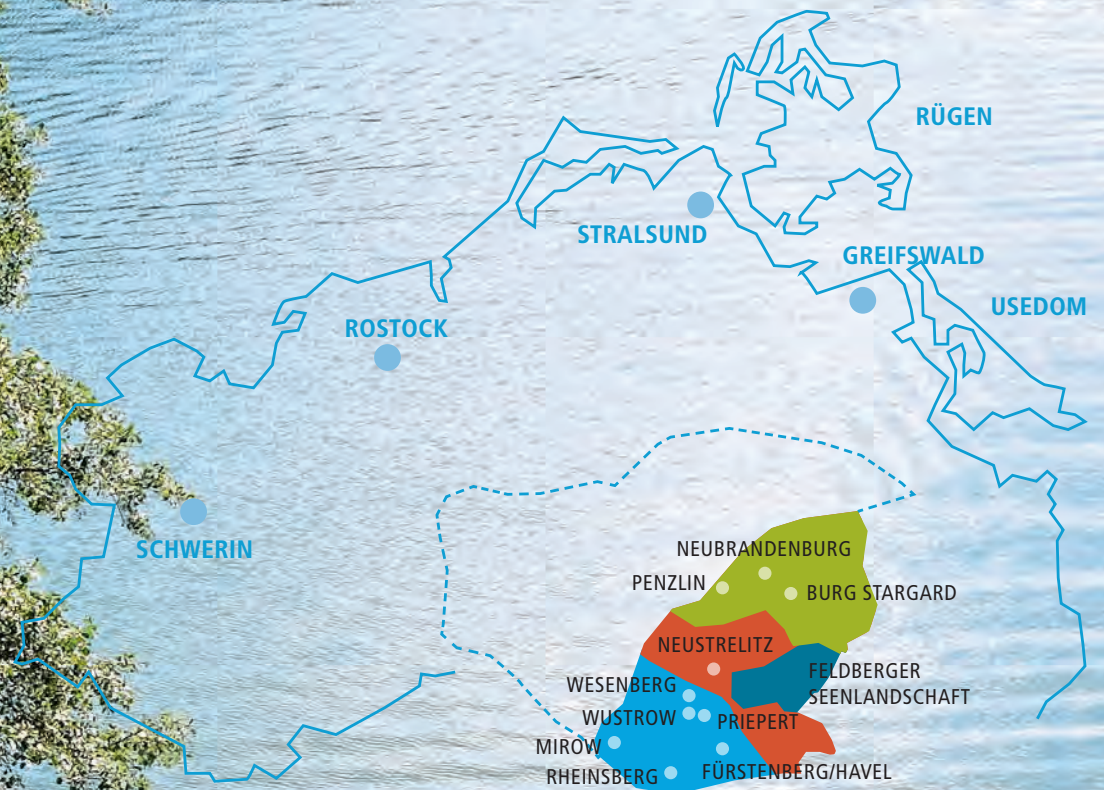 RÜGEN
STRALSUND
GREIFSWALD
USEDOM
ROSTOCK
SCHWERIN
NEUBRANDENBURG
PENZLIN
BURG STARGARD
NEUSTRELITZ
FELDBERGER
SEENLANDSCHAFT
WESENBERG
WUSTROW
PRIEPERT
MIROW
RHEINSBERG
FÜRSTENBERG/HAVEL